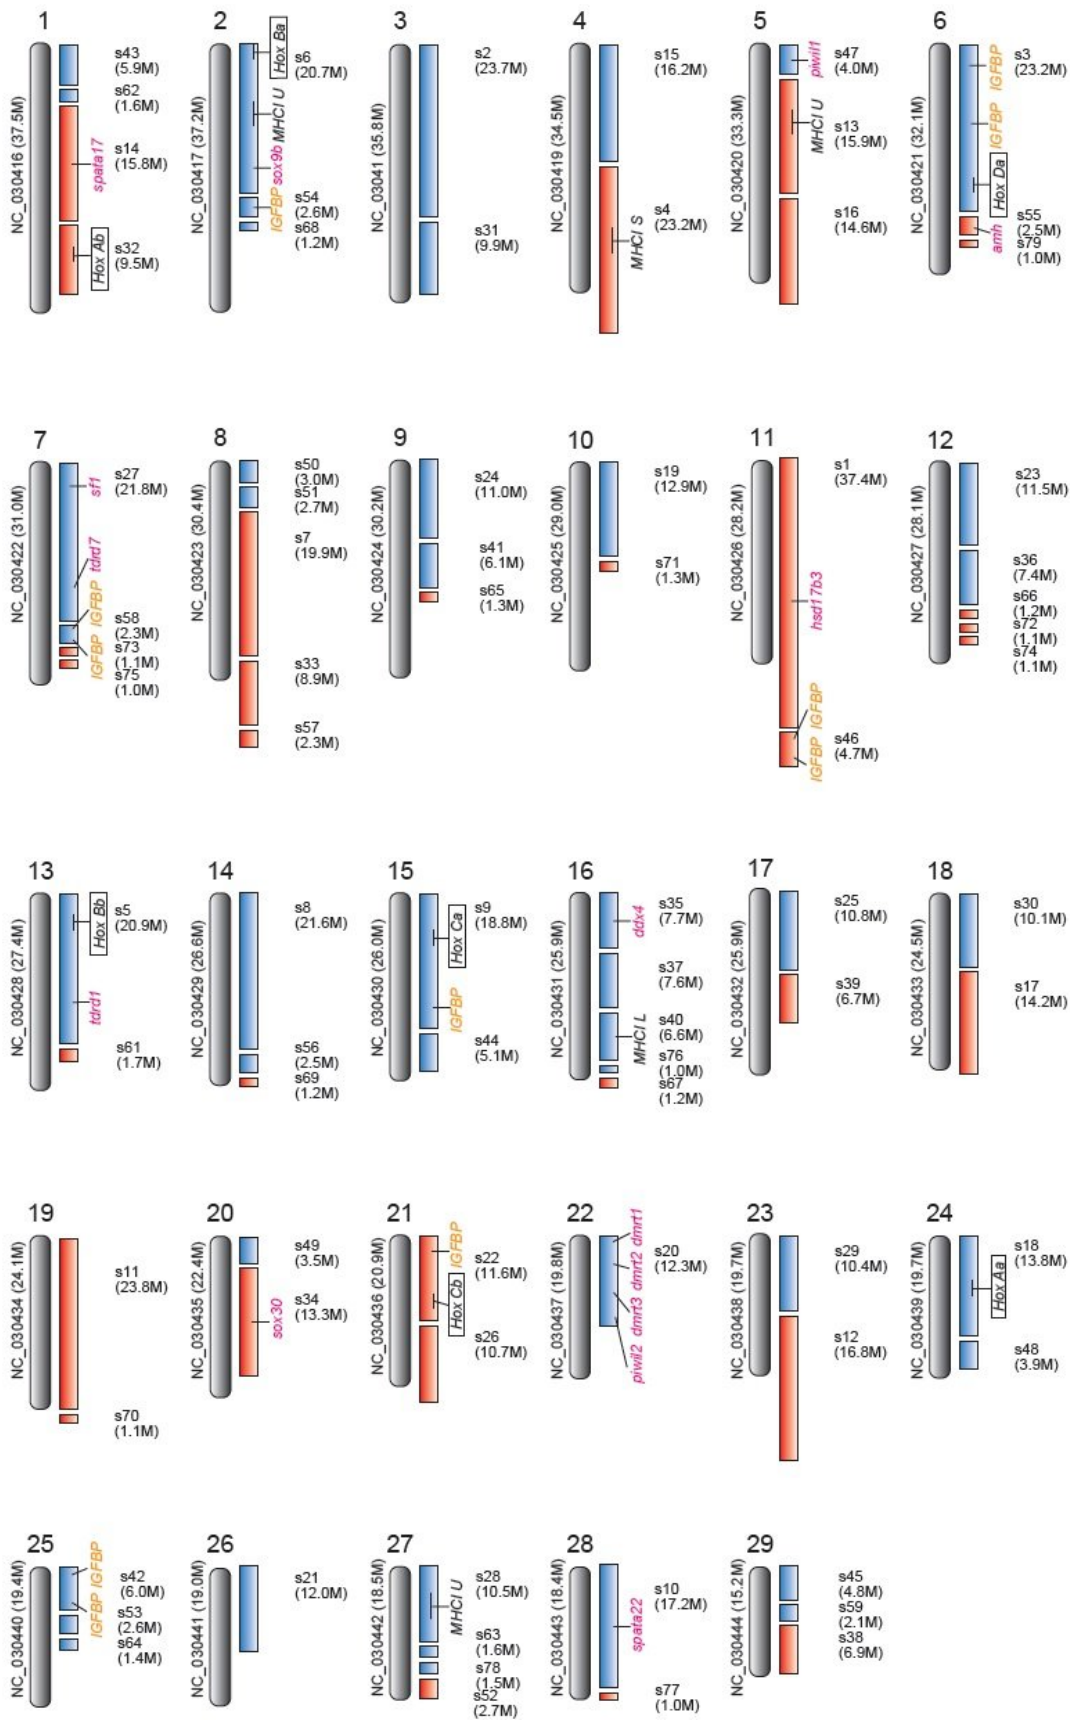 1
NC_030416 (37.5M)
s43
(5.9M)
s62
(1.6M)
s14
(15.8M)
spata17
Hox Ab
s32
(9.5M)
2
NC_030417 (37.2M)
Hox Ba
s6
(20.7M)
MHCI U
sox9b
IGFBP
s54
(2.6M)
s68
(1.2M)
3
NC_03041 (35.8M)
s2
(23.7M)
s31
(9.9M)
4
NC_030419 (34.5M)
s15
(16.2M)
s4
(23.2M)
MHCI S
5
NC_030420 (33.3M)
piwil1
s47
(4.0M)
MHCI U
s13
(15.9M)
s16
(14.6M)
6
NC_030421 (32.1M)
IGFBP
s3
(23.2M)
IGFBP
Hox Da
amh
s55
(2.5M)
s79
(1.0M)
7
NC_030422 (31.0M)
sf1
s27
(21.8M)
tdrd7
IGFBP
IGFBP
s58
(2.3M)
s73
(1.1M)
s75
(1.0M)
8
NC_030423 (30.4M)
s50
(3.0M)
s51
(2.7M)
s7
(19.9M)
s33
(8.9M)
s57
(2.3M)
9
NC_030424 (30.2M)
s24
(11.0M)
s41
(6.1M)
s65
(1.3M)
10
NC_030425 (29.0M)
s19
(12.9M)
s71
(1.3M)
11
NC_030426 (28.2M)
s1
(37.4M)
hsd17b3
IGFBP
IGFBP
s46
(4.7M)
12
NC_030427 (28.1M)
s23
(11.5M)
s36
(7.4M)
s66
(1.2M)
s72
(1.1M)
s74
(1.1M)
13
NC_030428 (27.4M)
Hox Bb
s5
(20.9M)
tdrd1
s61
(1.7M)
14
NC_030429 (26.6M)
s8
(21.6M)
s56
(2.5M)
s69
(1.2M)
15
NC_030430 (26.0M)
Hox Ca
s9
(18.8M)
IGFBP
s44
(5.1M)
16
NC_030431 (25.9M)
ddx4
s35
(7.7M)
s37
(7.6M)
MHCI L
s40
(6.6M)
s76
(1.0M)
s67
(1.2M)
17
NC_030432 (25.9M)
s25
(10.8M)
s39
(6.7M)
18
NC_030433 (24.5M)
s30
(10.1M)
s17
(14.2M)
19
NC_030434 (24.1M)
s11
(23.8M)
s70
(1.1M)
20
NC_030435 (22.4M)
s49
(3.5M)
s34
(13.3M)
sox30
21
NC_030436 (20.9M)
IGFBP
s22
(11.6M)
Hox Cb
s26
(10.7M)
22
NC_030437 (19.8M)
dmrt1
dmrt2
dmrt3
piwil2
s20
(12.3M)
23
NC_030438 (19.7M)
s29
(10.4M)
s12
(16.8M)
24
NC_030439 (19.7M)
s18
(13.8M)
Hox Aa
s48
(3.9M)
25
NC_030440 (19.4M)
IGFBP
IGFBP
s42
(6.0M)
s53
(2.6M)
s64
(1.4M)
26
NC_030441 (19.0M)
s21
(12.0M)
27
NC_030442 (18.5M)
MHCI U
s28
(10.5M)
s63
(1.6M)
s78
(1.5M)
s52
(2.7M)
28
NC_030443 (18.4M)
s10
(17.2M)
spata22
s77
(1.0M)
29
NC_030444 (15.2M)
s45
(4.8M)
s59
(2.1M)
s38
(6.9M)